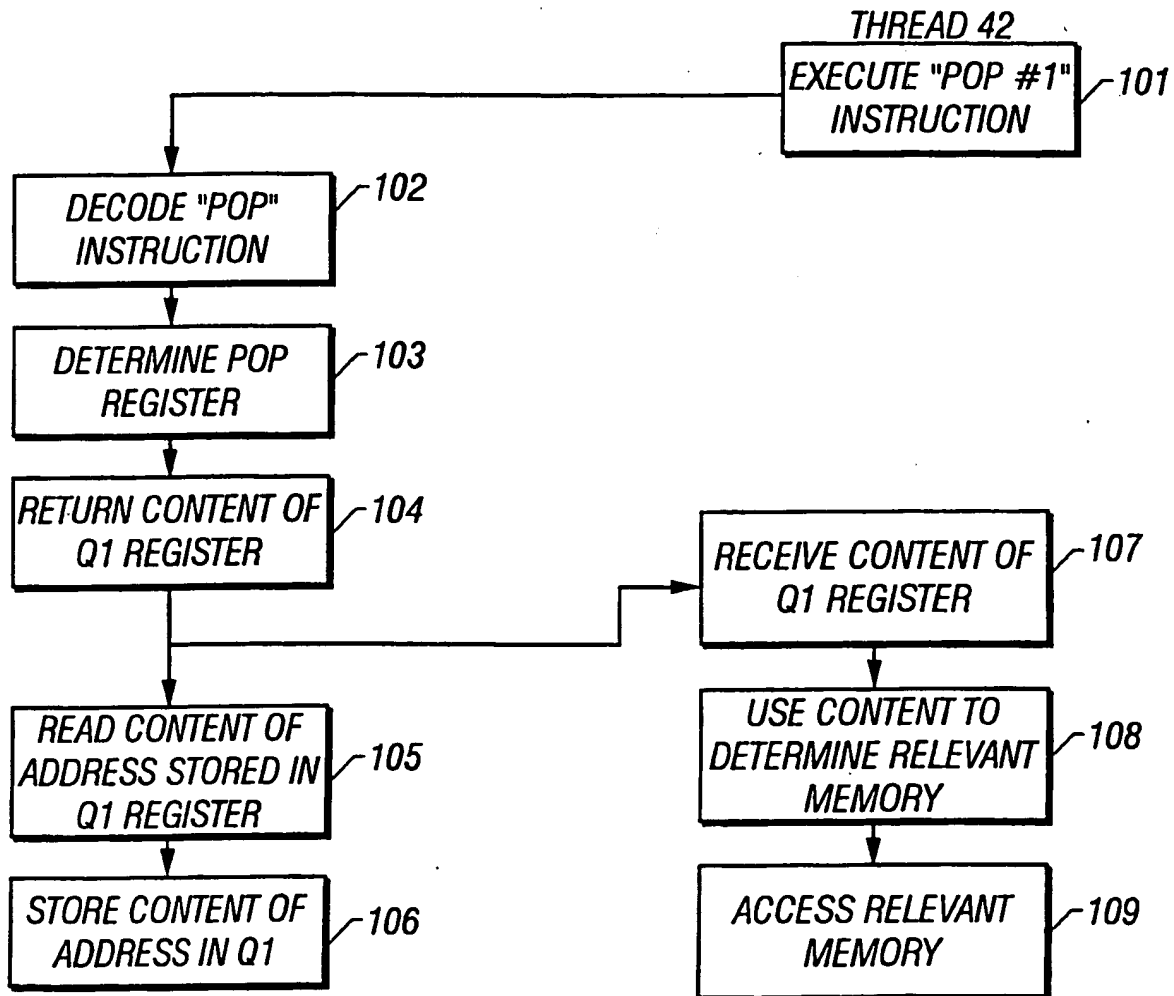 THREAD 42
EXECUTE "POP #1"
INSTRUCTION
101
DECODE "POP"
INSTRUCTION
102
DETERMINE POP
REGISTER
103
RETURN CONTENT OF
Q1 REGISTER
104
READ CONTENT OF
ADDRESS STORED IN
Q1 REGISTER
105
STORE CONTENT OF
ADDRESS IN Q1
106
RECEIVE CONTENT OF
Q1 REGISTER
107
USE CONTENT TO
DETERMINE RELEVANT
MEMORY
108
ACCESS RELEVANT
MEMORY
109